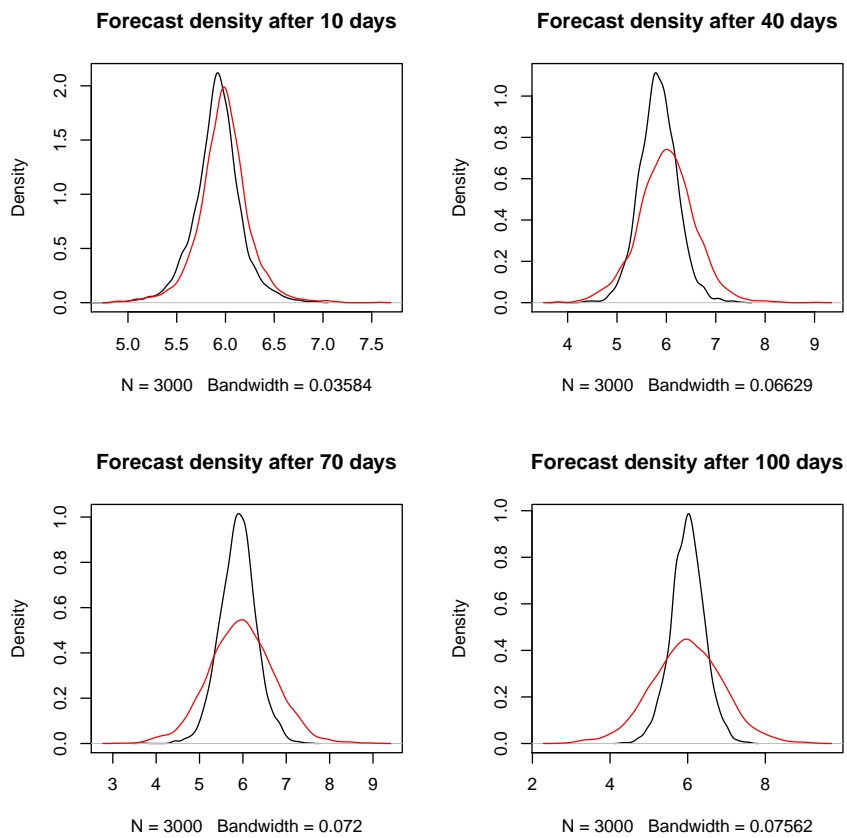 Forecast density after 10 days
Density
0.0 0.5 1.0 1.5 2.0
5.0 5.5 6.0 6.5 7.0 7.5
N = 3000 Bandwidth = 0.03584
Forecast density after 40 days
Density
0.0 0.2 0.4 0.6 0.8 1.0
4 5 6 7 8 9
N = 3000 Bandwidth = 0.06629
Forecast density after 70 days
Density
0.0 0.2 0.4 0.6 0.8 1.0
3 4 5 6 7 8 9
N = 3000 Bandwidth = 0.072
Forecast density after 100 days
Density
0.0 0.2 0.4 0.6 0.8 1.0
2 4 6 8
N = 3000 Bandwidth = 0.07562